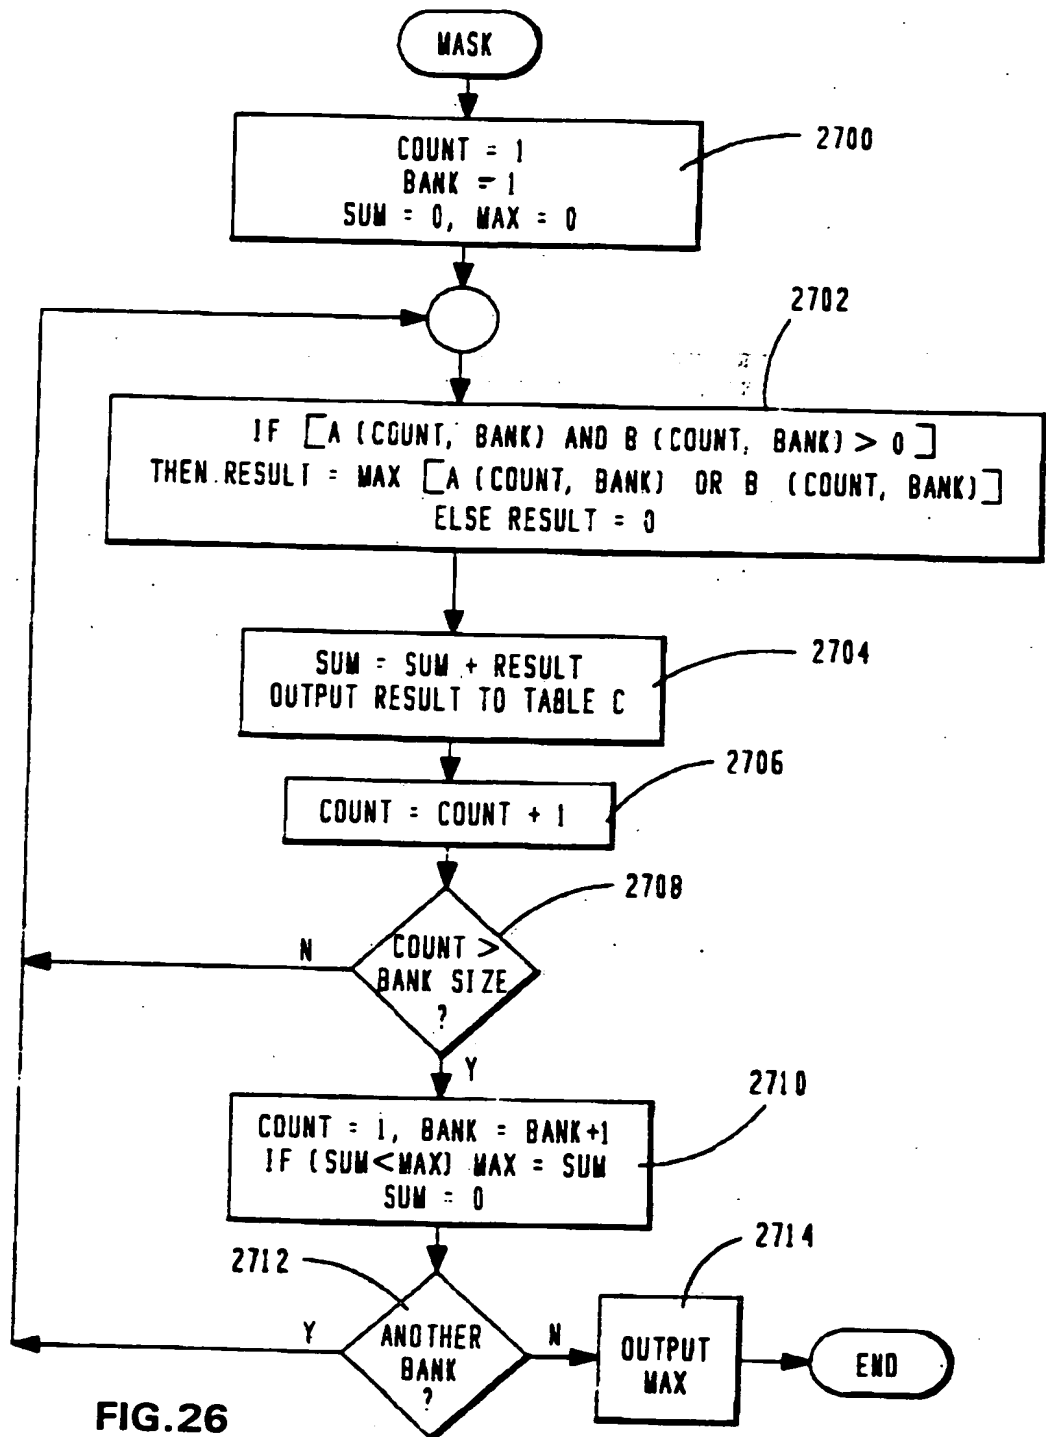 MASK
COUNT = 1
BANK = 1
SUM = 0, MAX = 0
2700
2702
IF [A (COUNT, BANK) AND B (COUNT, BANK) > 0]
THEN RESULT = MAX [A (COUNT, BANK) OR B (COUNT, BANK)]
ELSE RESULT = 0
SUM = SUM + RESULT
OUTPUT RESULT TO TABLE C
2704
2706
COUNT = COUNT + 1
2708
COUNT >
BANK SIZE
?
N
Y
2710
COUNT = 1, BANK = BANK+1
IF (SUM<MAX) MAX = SUM
SUM = 0
2712
ANOTHER
BANK
?
Y
N
2714
OUTPUT
MAX
END
FIG.26